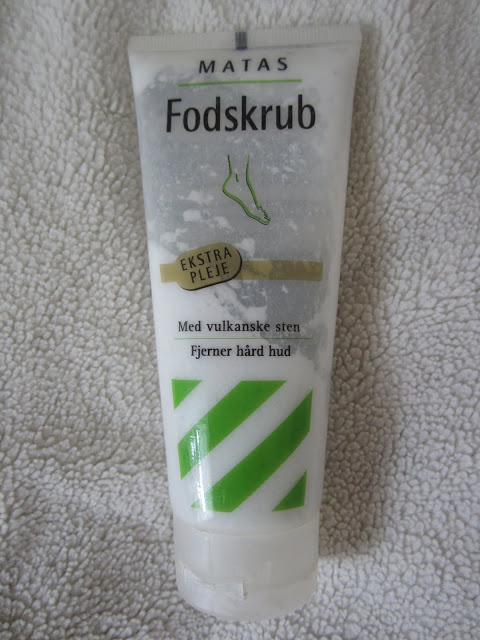 MATAS
Fodskrub
EKSTRA
PLEJE
Med vulkanske sten
Fjerner hård hud